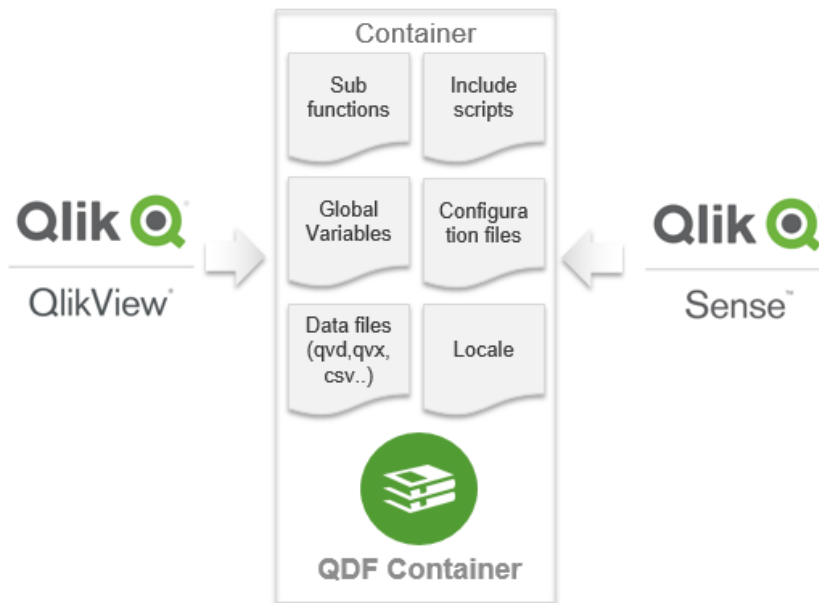 Container
Sub
functions
Include
scripts
Global
Variables
Configura
tion files
Data files
(qvd,qvx,
csv..)
Locale
QDF Container
Qlik
QlikView
Qlik
Sense™